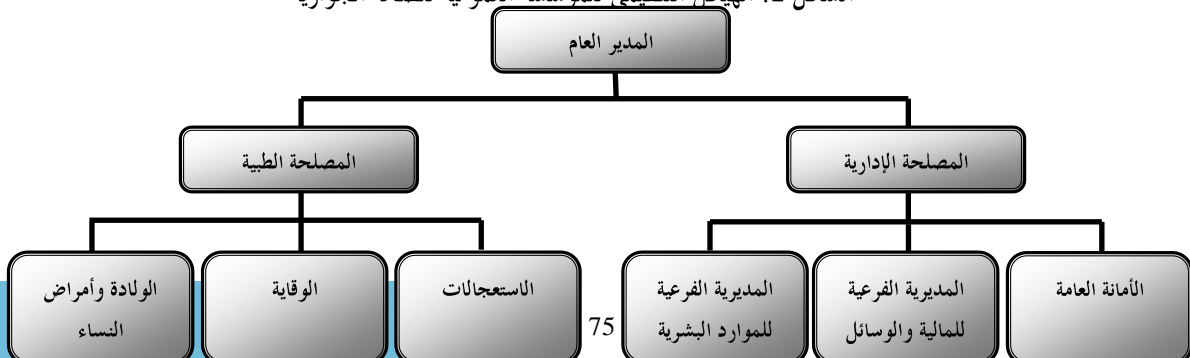 المدير العام
المصلحة الإدارية
المصلحة الطبية
الأمانة العامة
المديرية الفرعية
للمالية والوسائل
المديرية الفرعية
للموارد البشرية
الاستعجالات
الوقاية
الولادة وأمراض
النساء
75